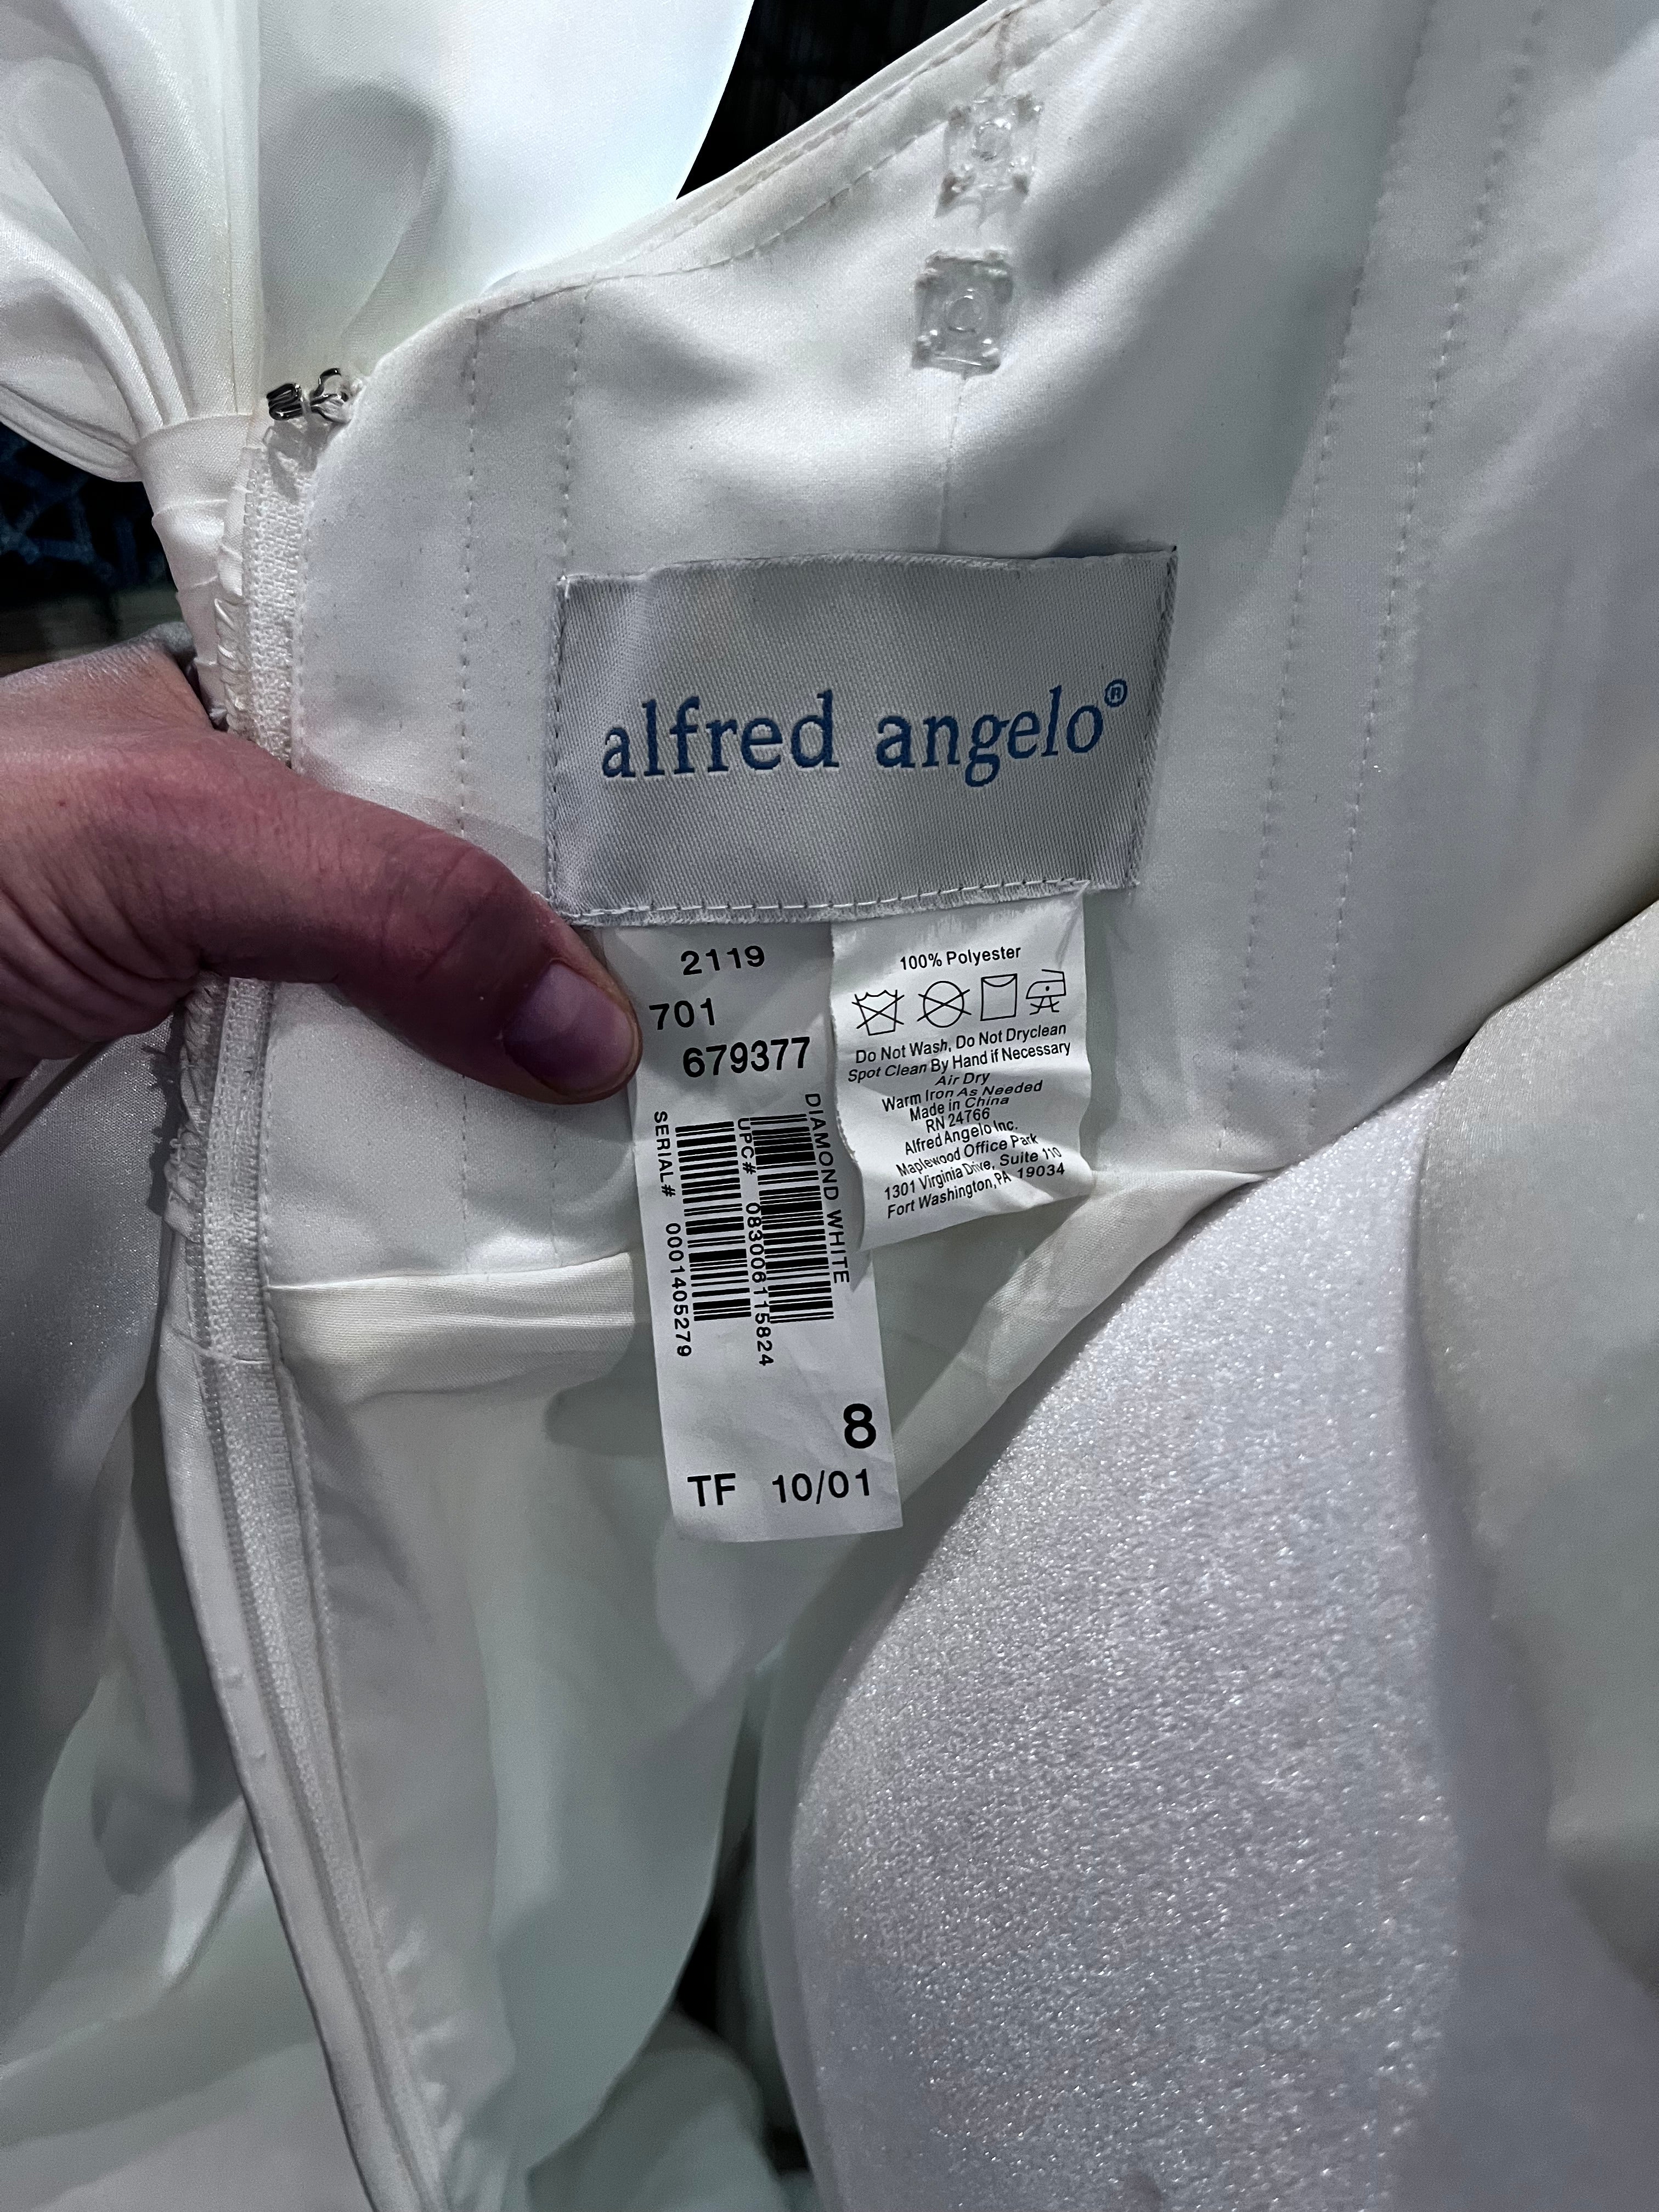 alfred angelo®
2119
701
679377
DIAMOND WHITE
UPC# 083006115824
SERIAL# 0001405279
8
TF 10/01
100% Polyester
Do Not Wash, Do Not Dryclean
Spot Clean By Hand if Necessary
Air Dry
Warm Iron As Needed
Made in China
RN 24766
Alfred Angelo Inc.
Maplewood Office Park
1301 Virginia Drive, Suite 110
Fort Washington, PA 19034